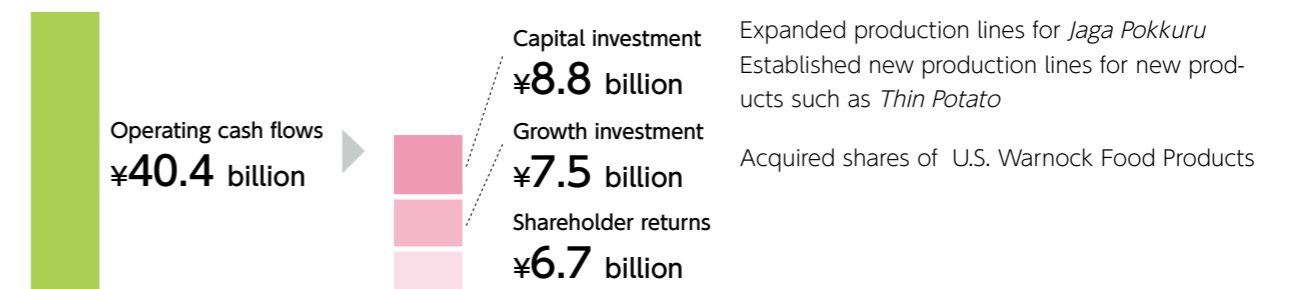 Operating cash flows
¥40.4 billion
Capital investment
¥8.8 billion
Growth investment
¥7.5 billion
Shareholder returns
¥6.7 billion
Expanded production lines for Jaga Pokkuru
Established new production lines for new prod-
ucts such as Thin Potato
Acquired shares of U.S. Warnock Food Products